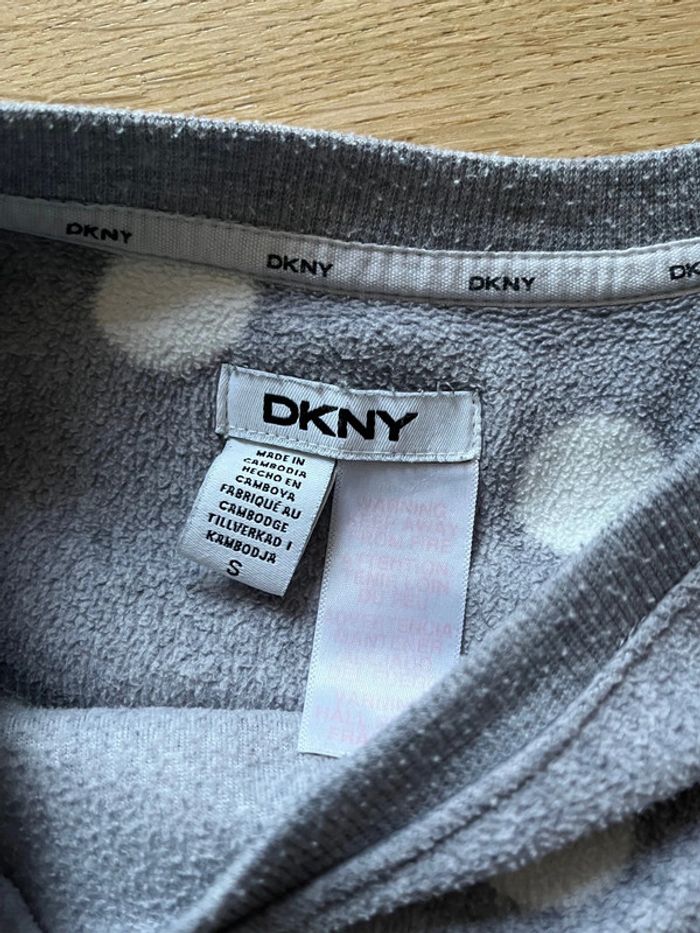 DKNY
DKNY
DKNY
DK
DKNY
MADE IN
CAMBODIA
HECHO EN
CAMBOYA
FABRIQUÉ AU
CAMBODGE
TILLVERKAD I
KAMBODJA
S
WARNING
KEEP AWAY
FROM FIRE